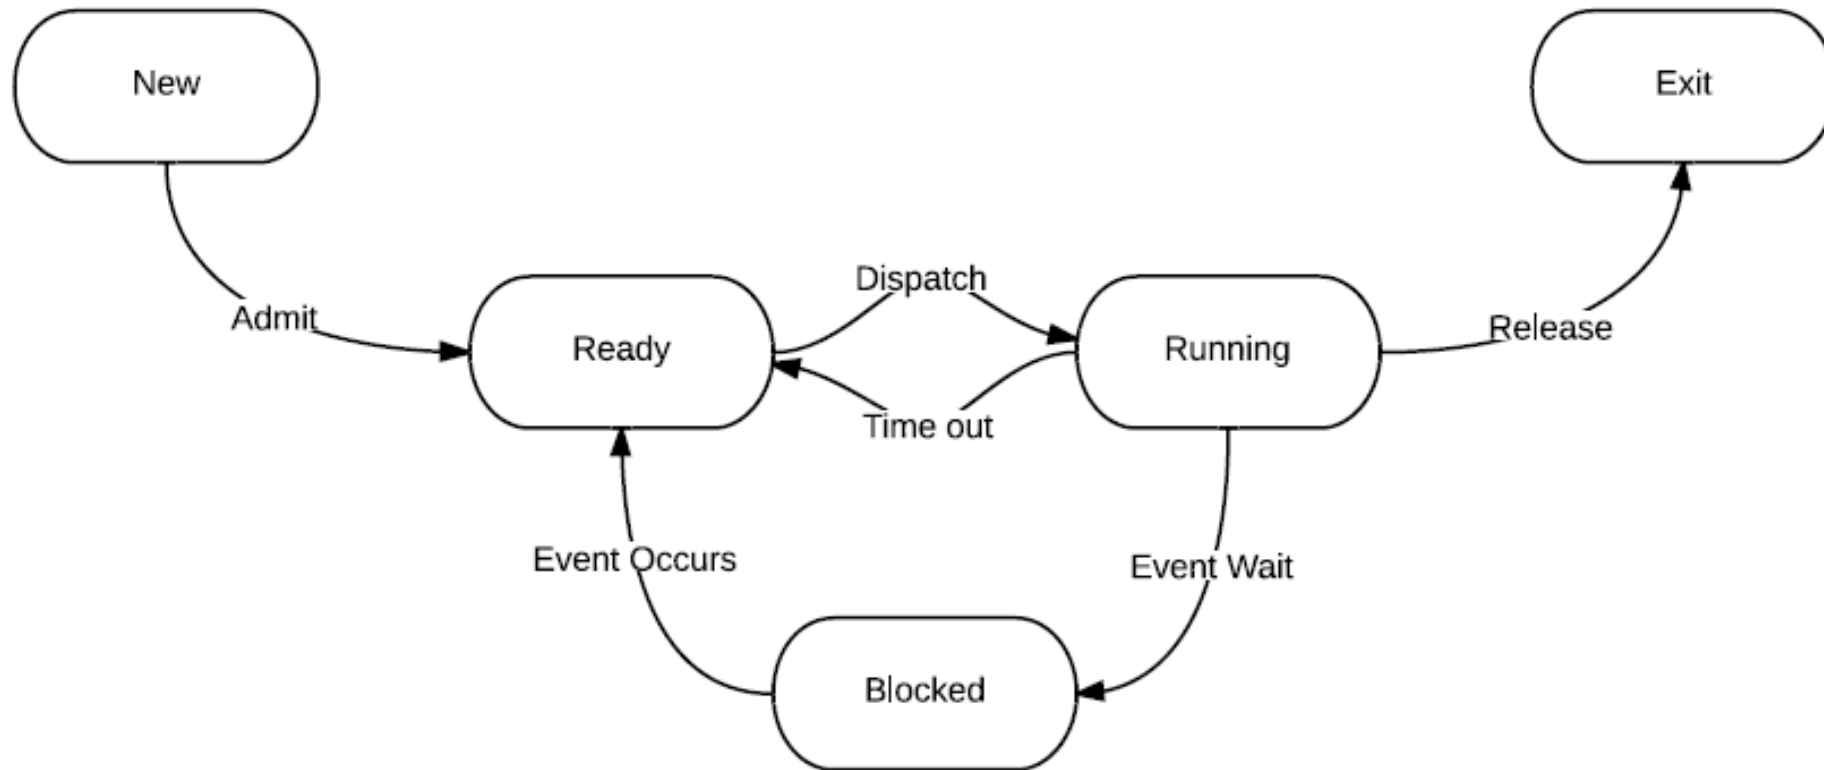 New
Exit
Dispatch
Admit
Release
Ready
Running
Time out
Event Occurs
Event Wait
Blocked